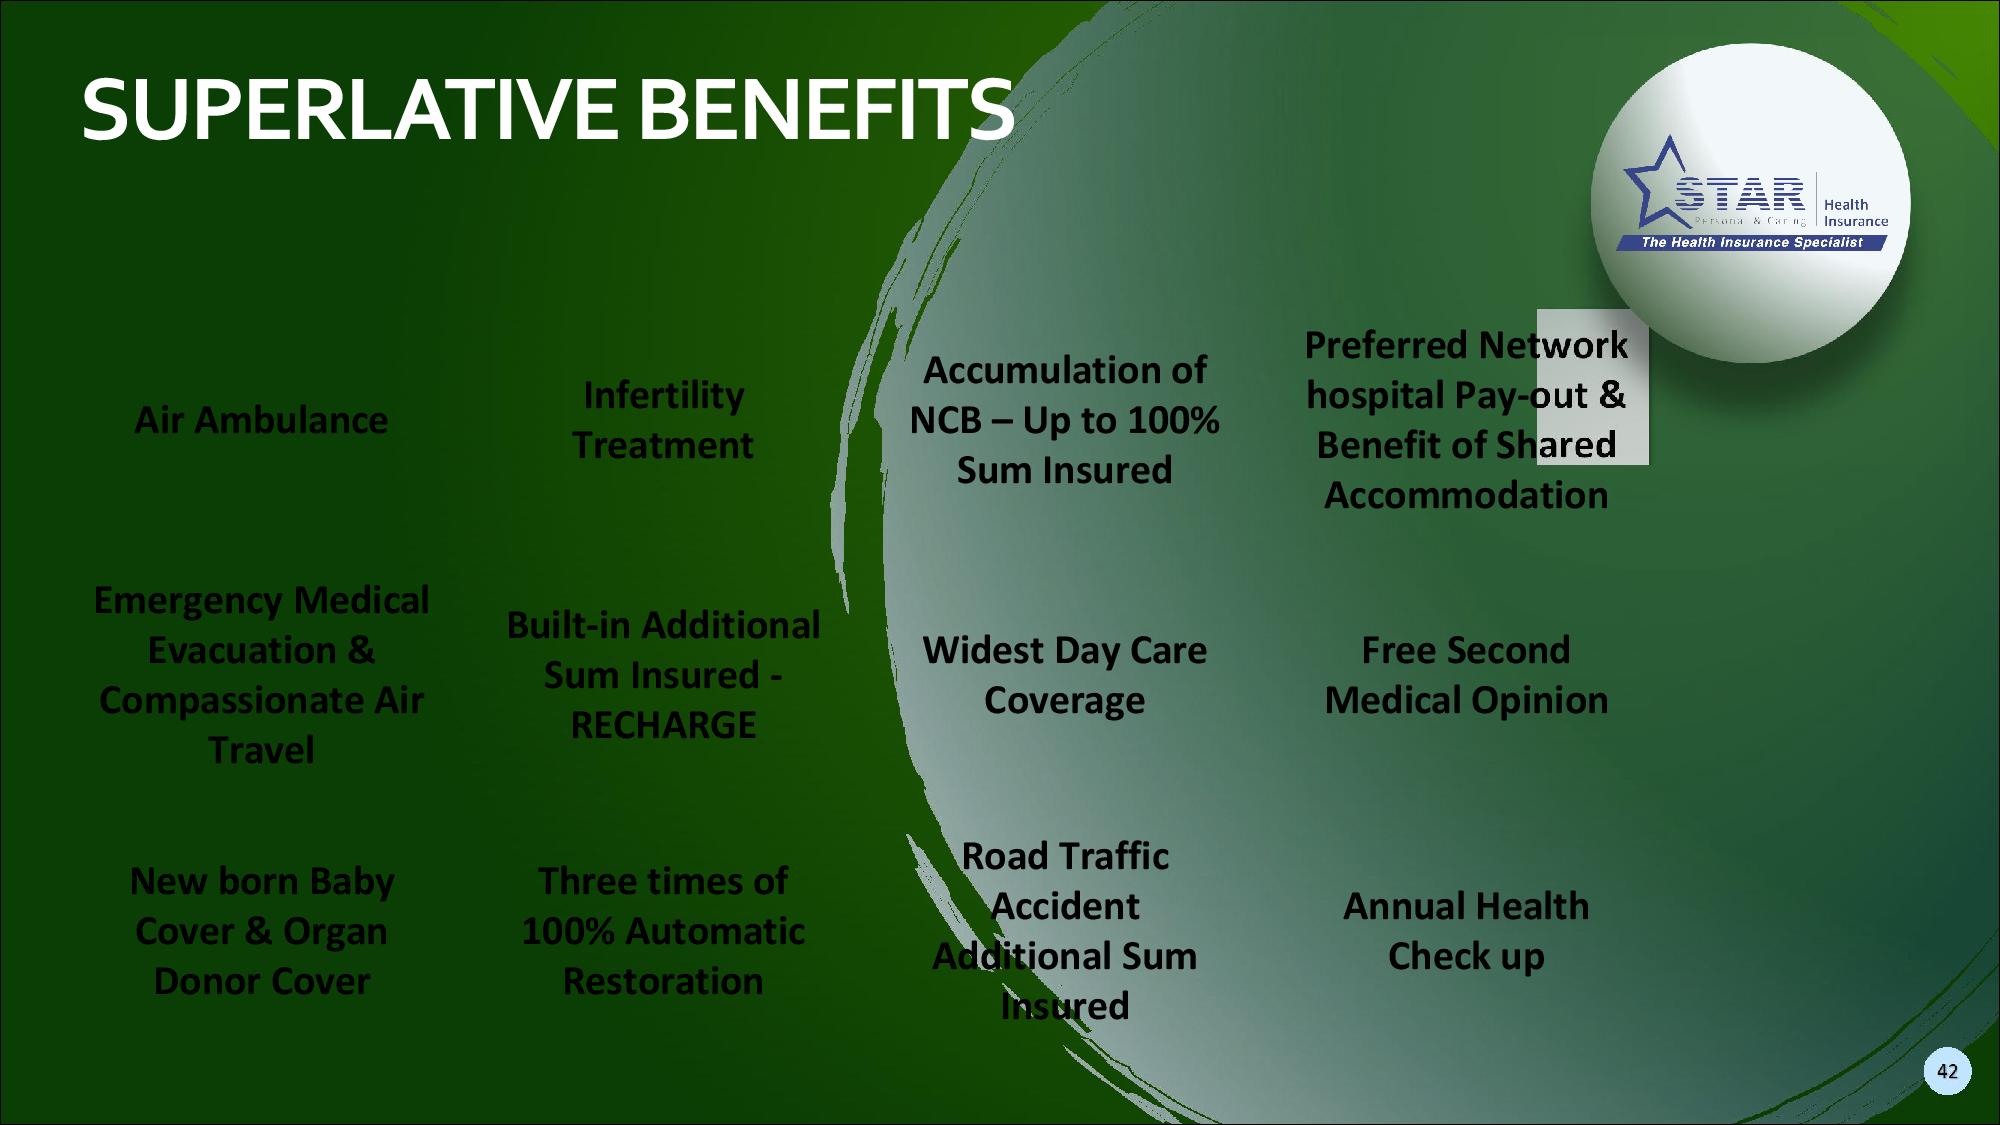 SUPERLATIVE BENEFITS
STAR
Personal & Caring
Health
Insurance
The Health Insurance Specialist
Air Ambulance
Infertility
Treatment
Accumulation of
NCB – Up to 100%
Sum Insured
Preferred Network
hospital Pay-out &
Benefit of Shared
Accommodation
Emergency Medical
Evacuation &
Compassionate Air
Travel
Built-in Additional
Sum Insured -
RECHARGE
Widest Day Care
Coverage
Free Second
Medical Opinion
New born Baby
Cover & Organ
Donor Cover
Three times of
100% Automatic
Restoration
Road Traffic
Accident
Additional Sum
Insured
Annual Health
Check up
42